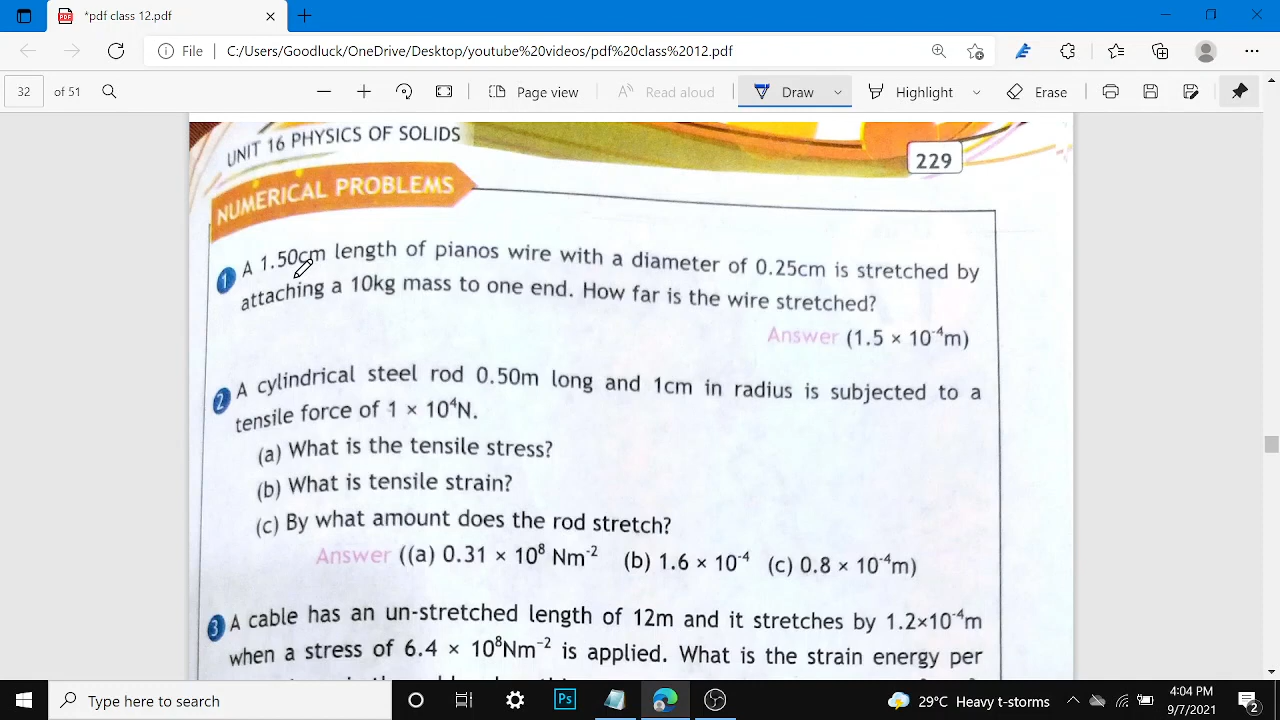 *pdf class 12.pdf
File
C:/Users/Goodluck/OneDrive/Desktop/youtube%20videos/pdf%20class%2012.pdf
32 of 51
Page view
Read aloud
Draw
Highlight
Erase
UNIT 16 PHYSICS OF SOLIDS
229
NUMERICAL PROBLEMS
1 A 1.50cm length of pianos wire with a diameter of 0.25cm is stretched by
attaching a 10kg mass to one end. How far is the wire stretched?
Answer (1.5 × 10⁻⁴m)
2 A cylindrical steel rod 0.50m long and 1cm in radius is subjected to a
tensile force of 1 × 10⁴N.
(a) What is the tensile stress?
(b) What is tensile strain?
(c) By what amount does the rod stretch?
Answer ((a) 0.31 × 10⁸ Nm⁻² (b) 1.6 × 10⁻⁴ (c) 0.8 × 10⁻⁴m)
3 A cable has an un-stretched length of 12m and it stretches by 1.2×10⁻⁴m
when a stress of 6.4 × 10⁸Nm⁻² is applied. What is the strain energy per
Type here to search
Ps
29°C Heavy t-storms
4:04 PM
9/7/2021
2